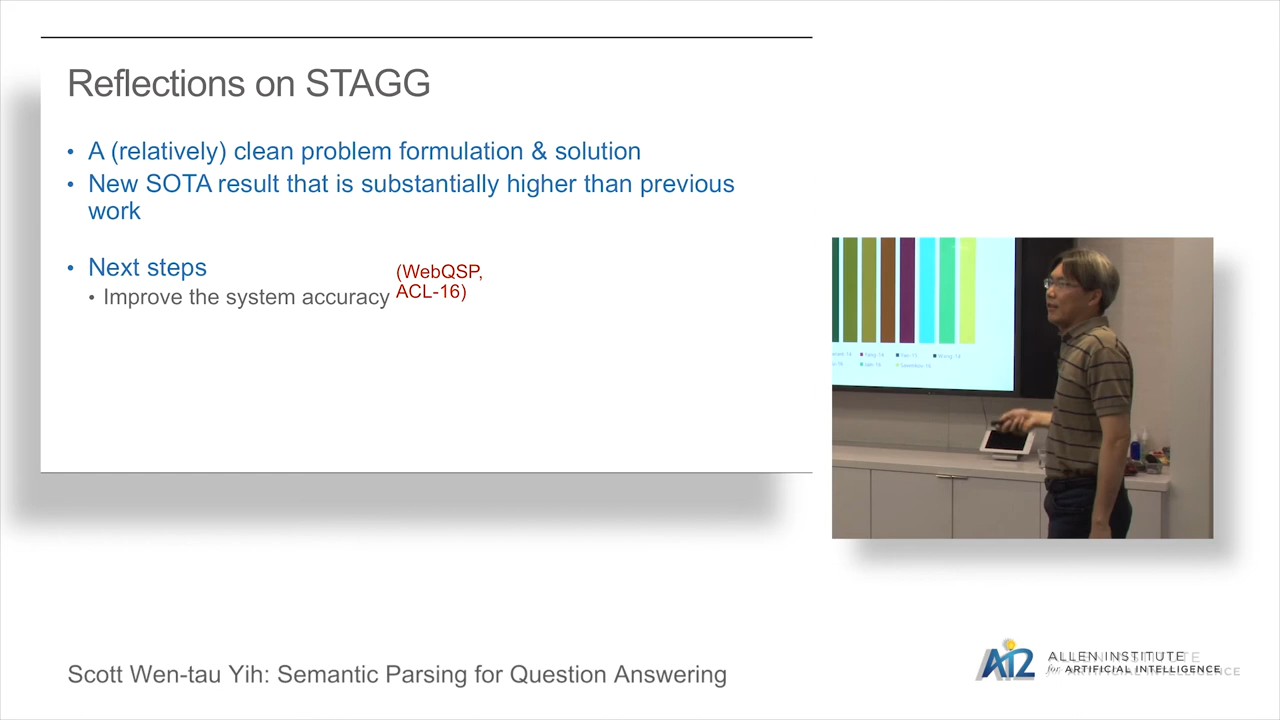 Reflections on STAGG
• A (relatively) clean problem formulation & solution
• New SOTA result that is substantially higher than previous
work
• Next steps
• Improve the system accuracy
(WebQSP,
ACL-16)
Scott Wen-tau Yih: Semantic Parsing for Question Answering
AI2
ALLEN INSTITUTE
for ARTIFICIAL INTELLIGENCE